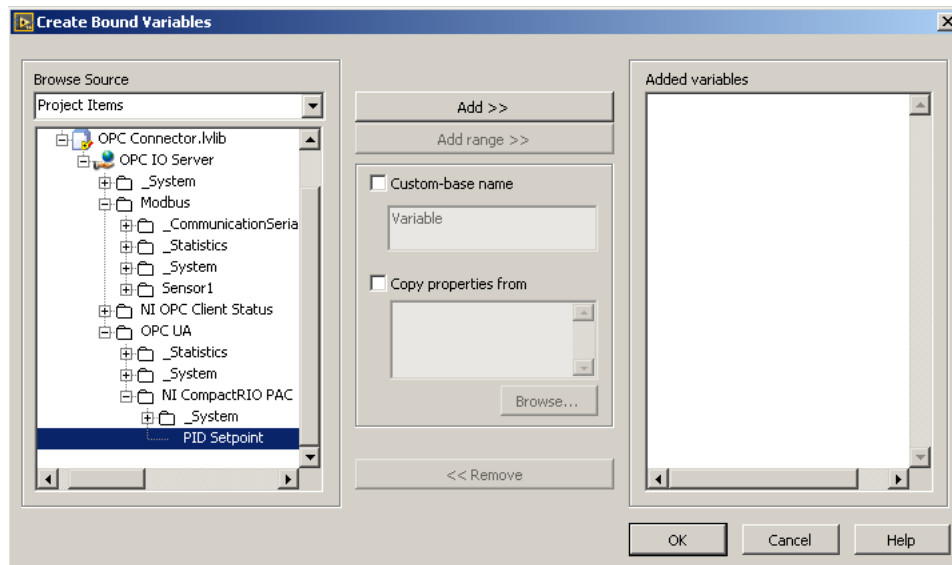 Create Bound Variables
Browse Source
Project Items
OPC Connector.lvlib
OPC IO Server
_System
Modbus
_CommunicationSeria
_Statistics
_System
Sensor1
NI OPC Client Status
OPC UA
_Statistics
_System
NI CompactRIO PAC
_System
PID Setpoint
Add >>
Add range >>
Custom-base name
Variable
Copy properties from
Browse...
<< Remove
Added variables
OK
Cancel
Help